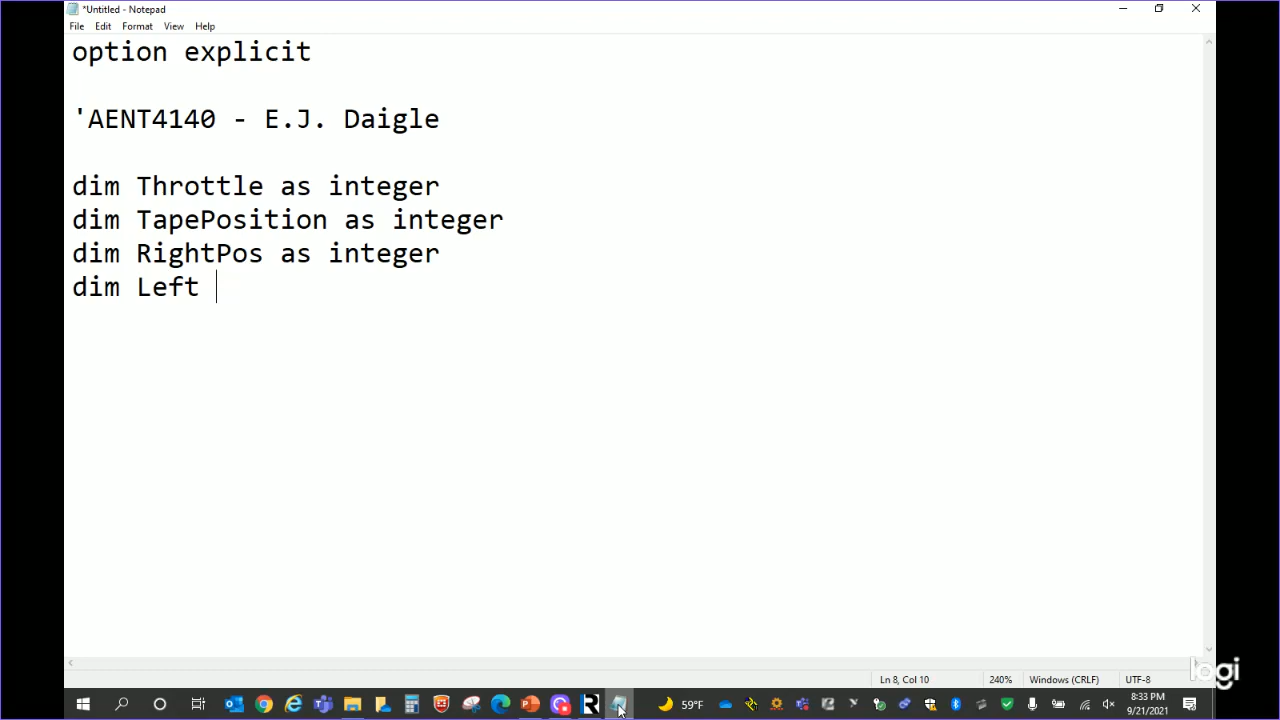 *Untitled - Notepad
File Edit Format View Help
option explicit
'AENT4140 - E.J. Daigle
dim Throttle as integer
dim TapePosition as integer
dim RightPos as integer
dim Left
Ln 8, Col 10 240% Windows (CRLF) UTF-8
logi
59°F
8:33 PM
9/21/2021